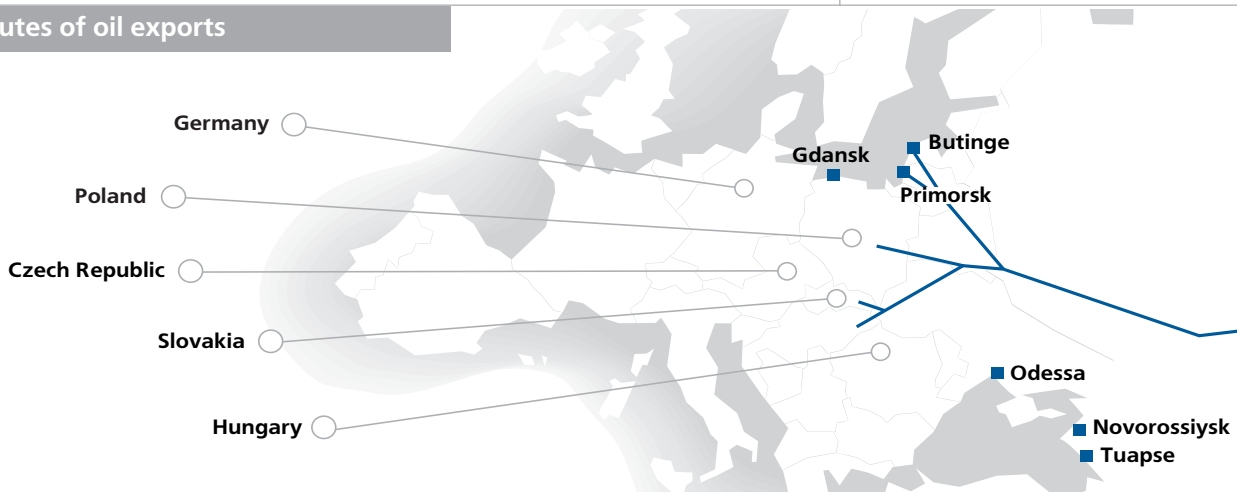 utes of oil exports
Germany
Gdansk
Butinge
Poland
Primorsk
Czech Republic
Slovakia
Odessa
Hungary
Novorossiysk
Tuapse